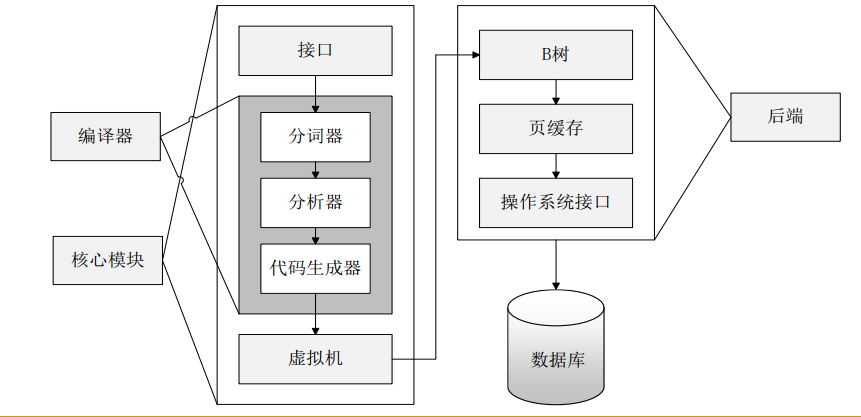 接口
编译器
分词器
分析器
核心模块
代码生成器
虚拟机
B树
页缓存
操作系统接口
后端
数据库